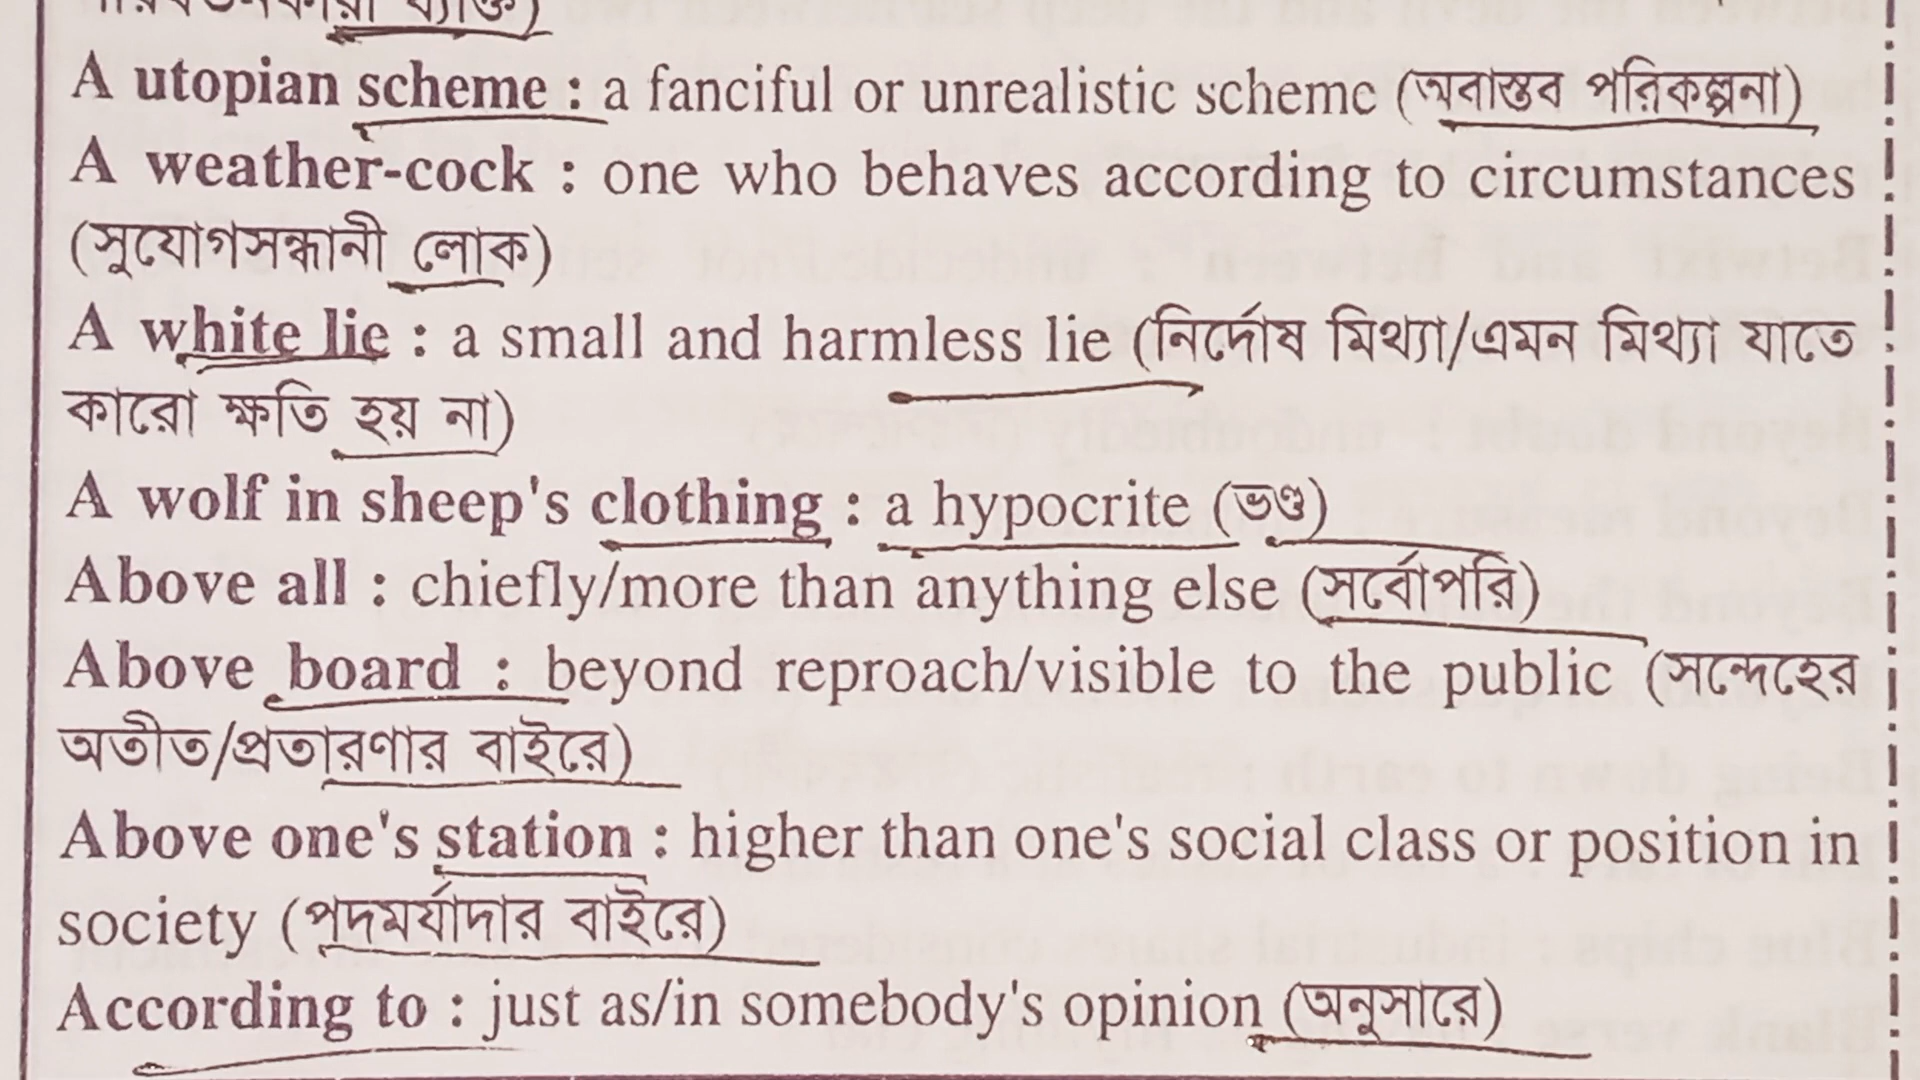 A utopian scheme : a fanciful or unrealistic scheme (অবাস্তব পরিকল্পনা)
A weather-cock : one who behaves according to circumstances
(সুযোগসন্ধানী লোক)
A white lie : a small and harmless lie (নির্দোষ মিথ্যা/এমন মিথ্যা যাতে
কারো ক্ষতি হয় না)
A wolf in sheep's clothing : a hypocrite (ভণ্ড)
Above all : chiefly/more than anything else (সর্বোপরি)
Above board : beyond reproach/visible to the public (সন্দেহের
অতীত/প্রতারণার বাইরে)
Above one's station : higher than one's social class or position in
society (পদমর্যাদার বাইরে)
According to : just as/in somebody's opinion (অনুসারে)